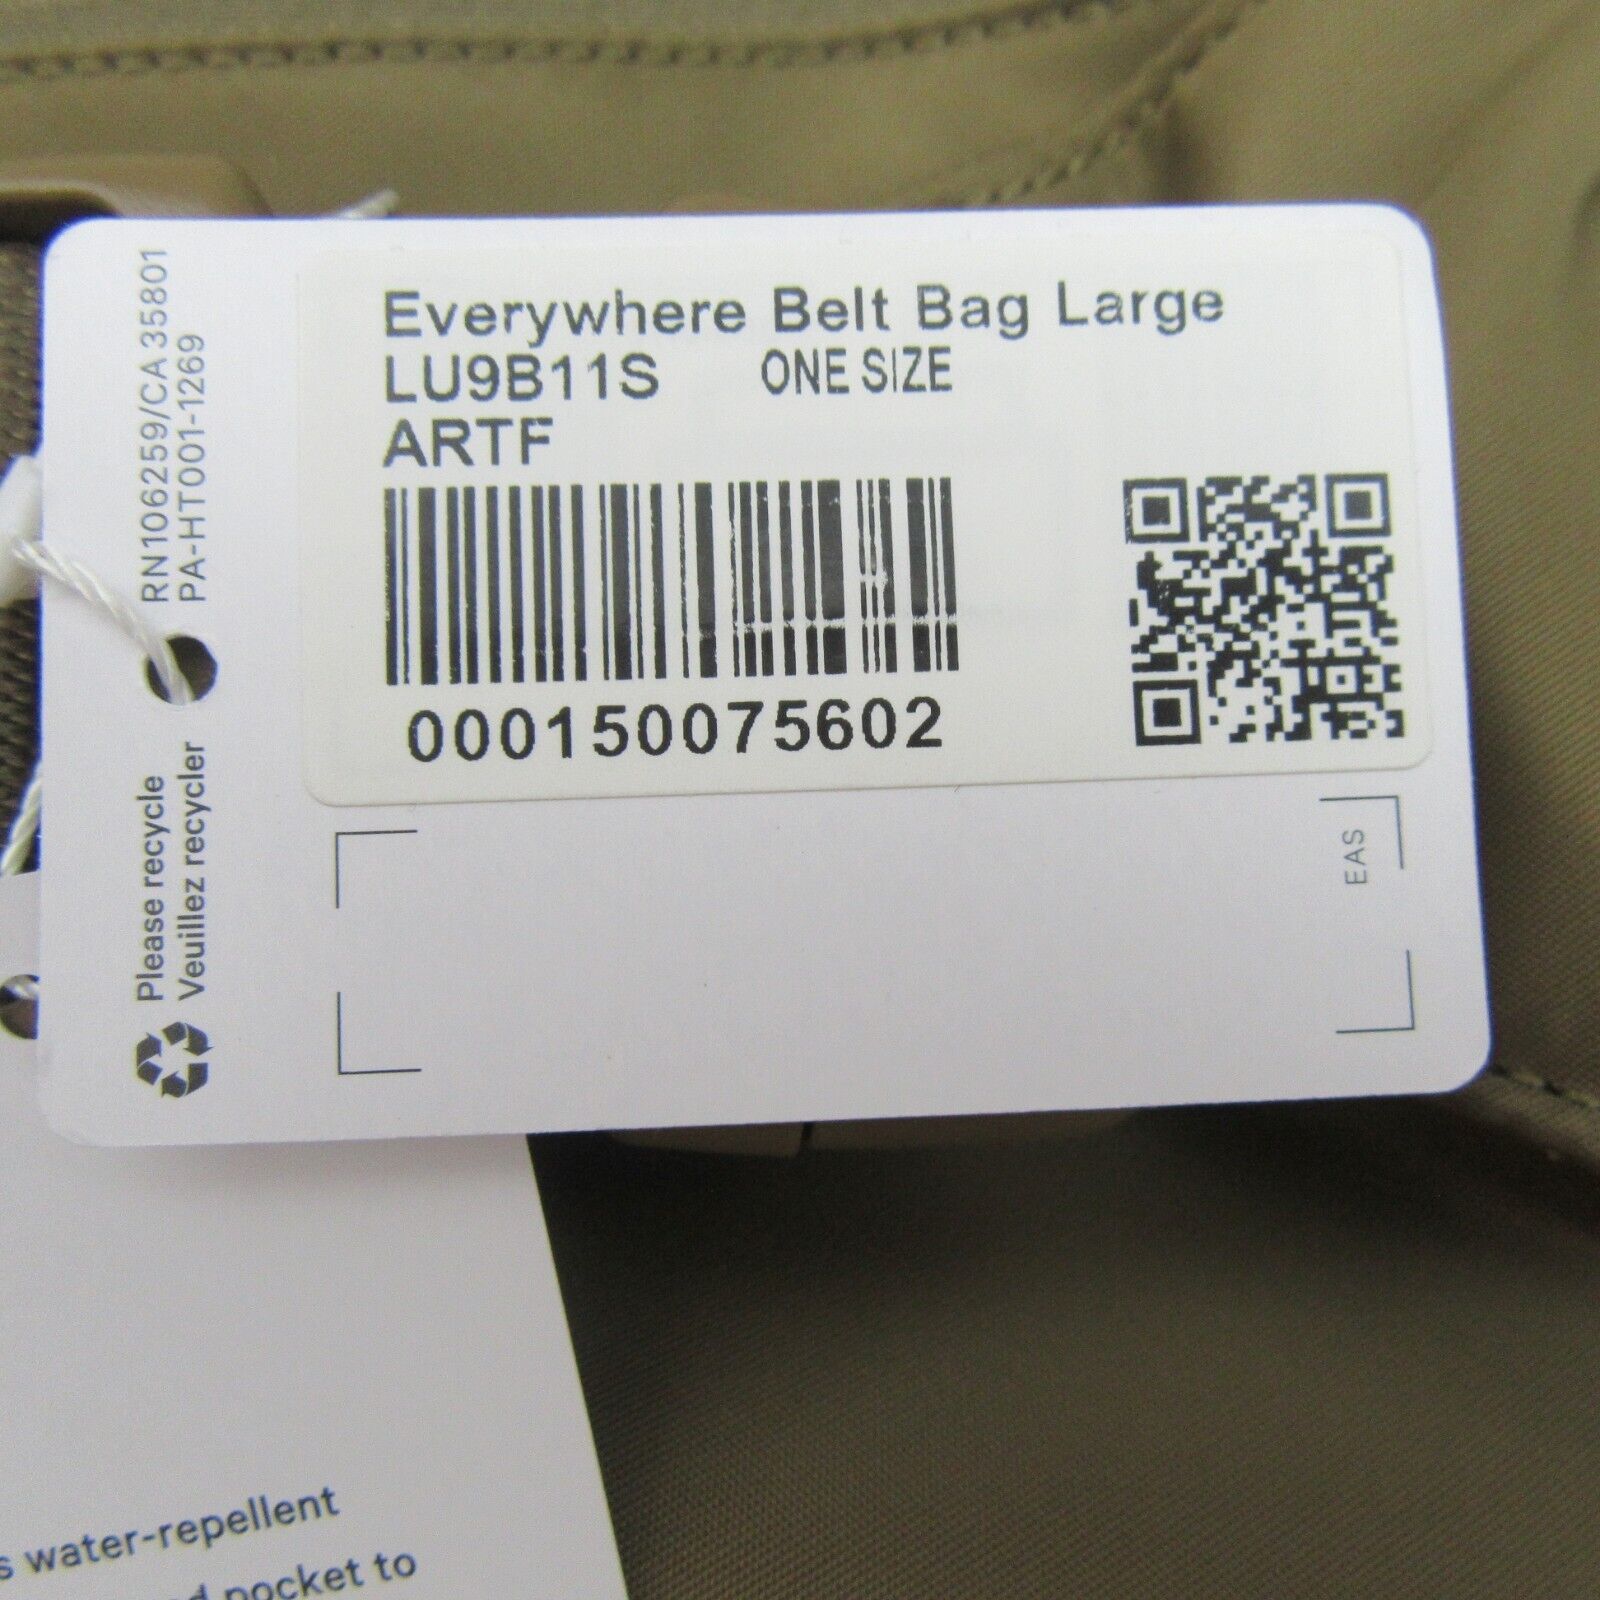 Everywhere Belt Bag Large
LU9B11S ONE SIZE
ARTF
000150075602
RN106259/CA 35801
PA-HT001-1269
Please recycle
Veuillez recycler
EAS
water-repellent
pocket to